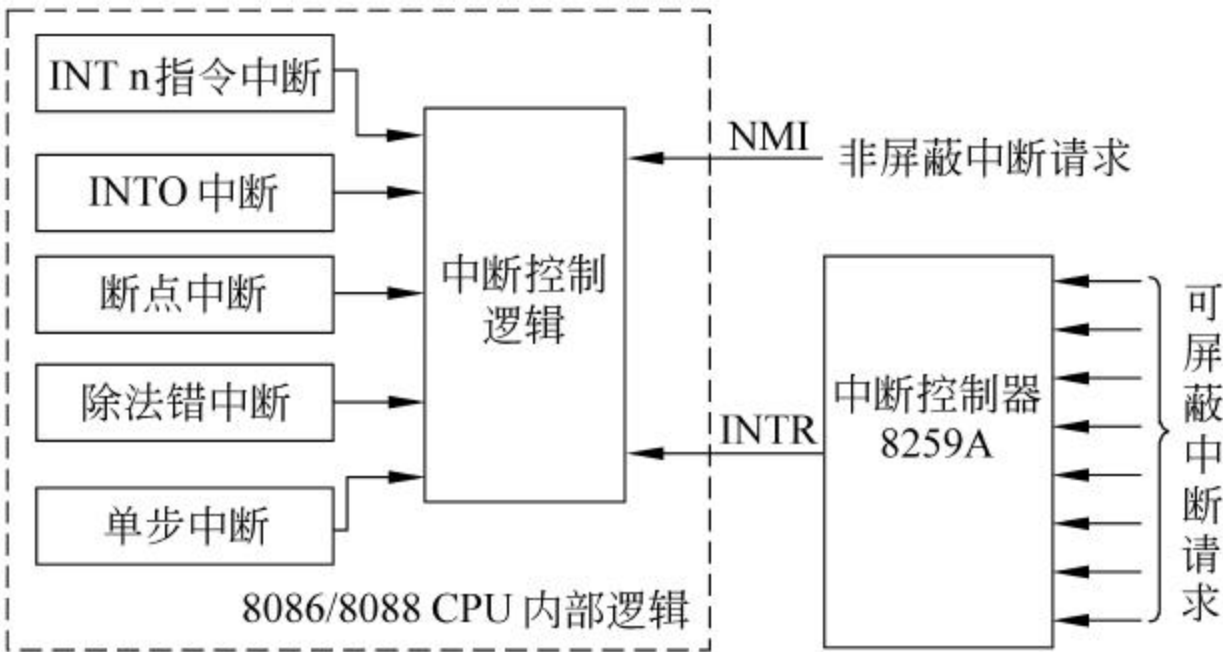 INT n指令中断
INTO 中断
断点中断
除法错中断
单步中断
中断控制
逻辑
8086/8088 CPU 内部逻辑
NMI
非屏蔽中断请求
INTR
中断控制器
8259A
可屏蔽中断请求